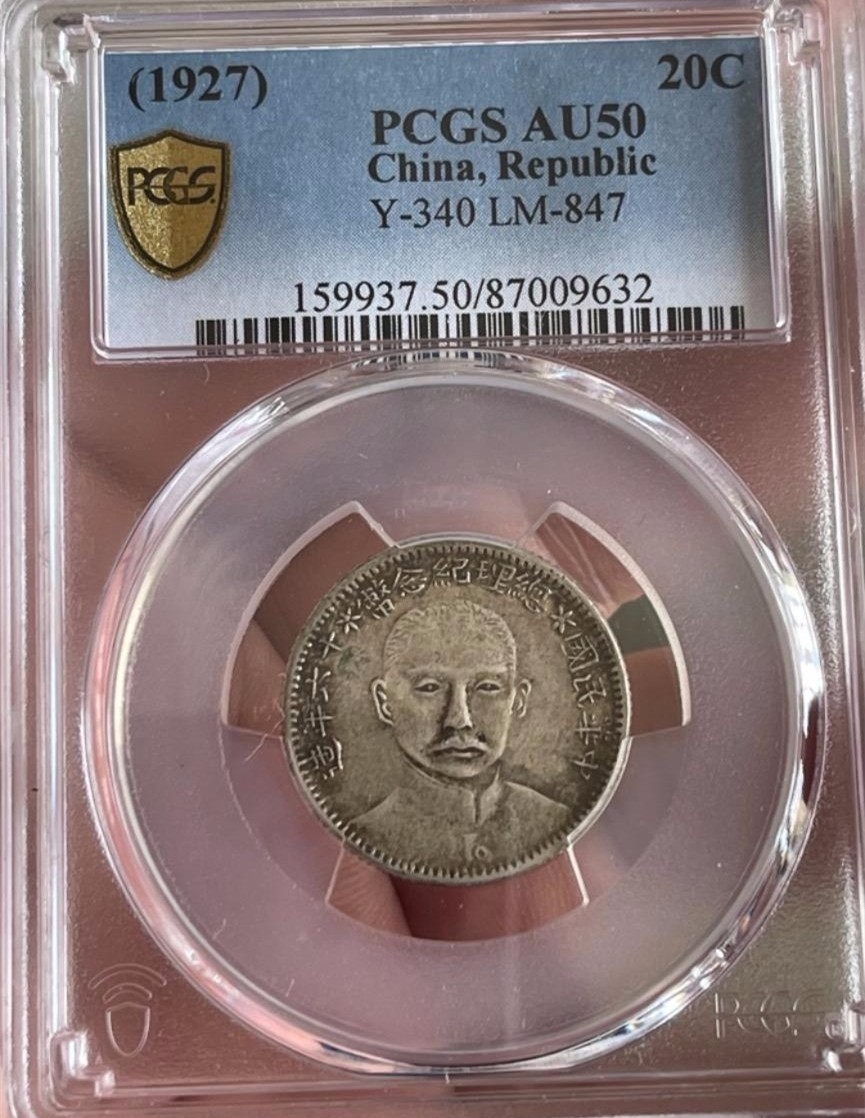 (1927)
20C
PCGS AU50
China, Republic
Y-340 LM-847
PCGS
159937.50/87009632
中華民國*總理紀念幣*十六年造
PCGS